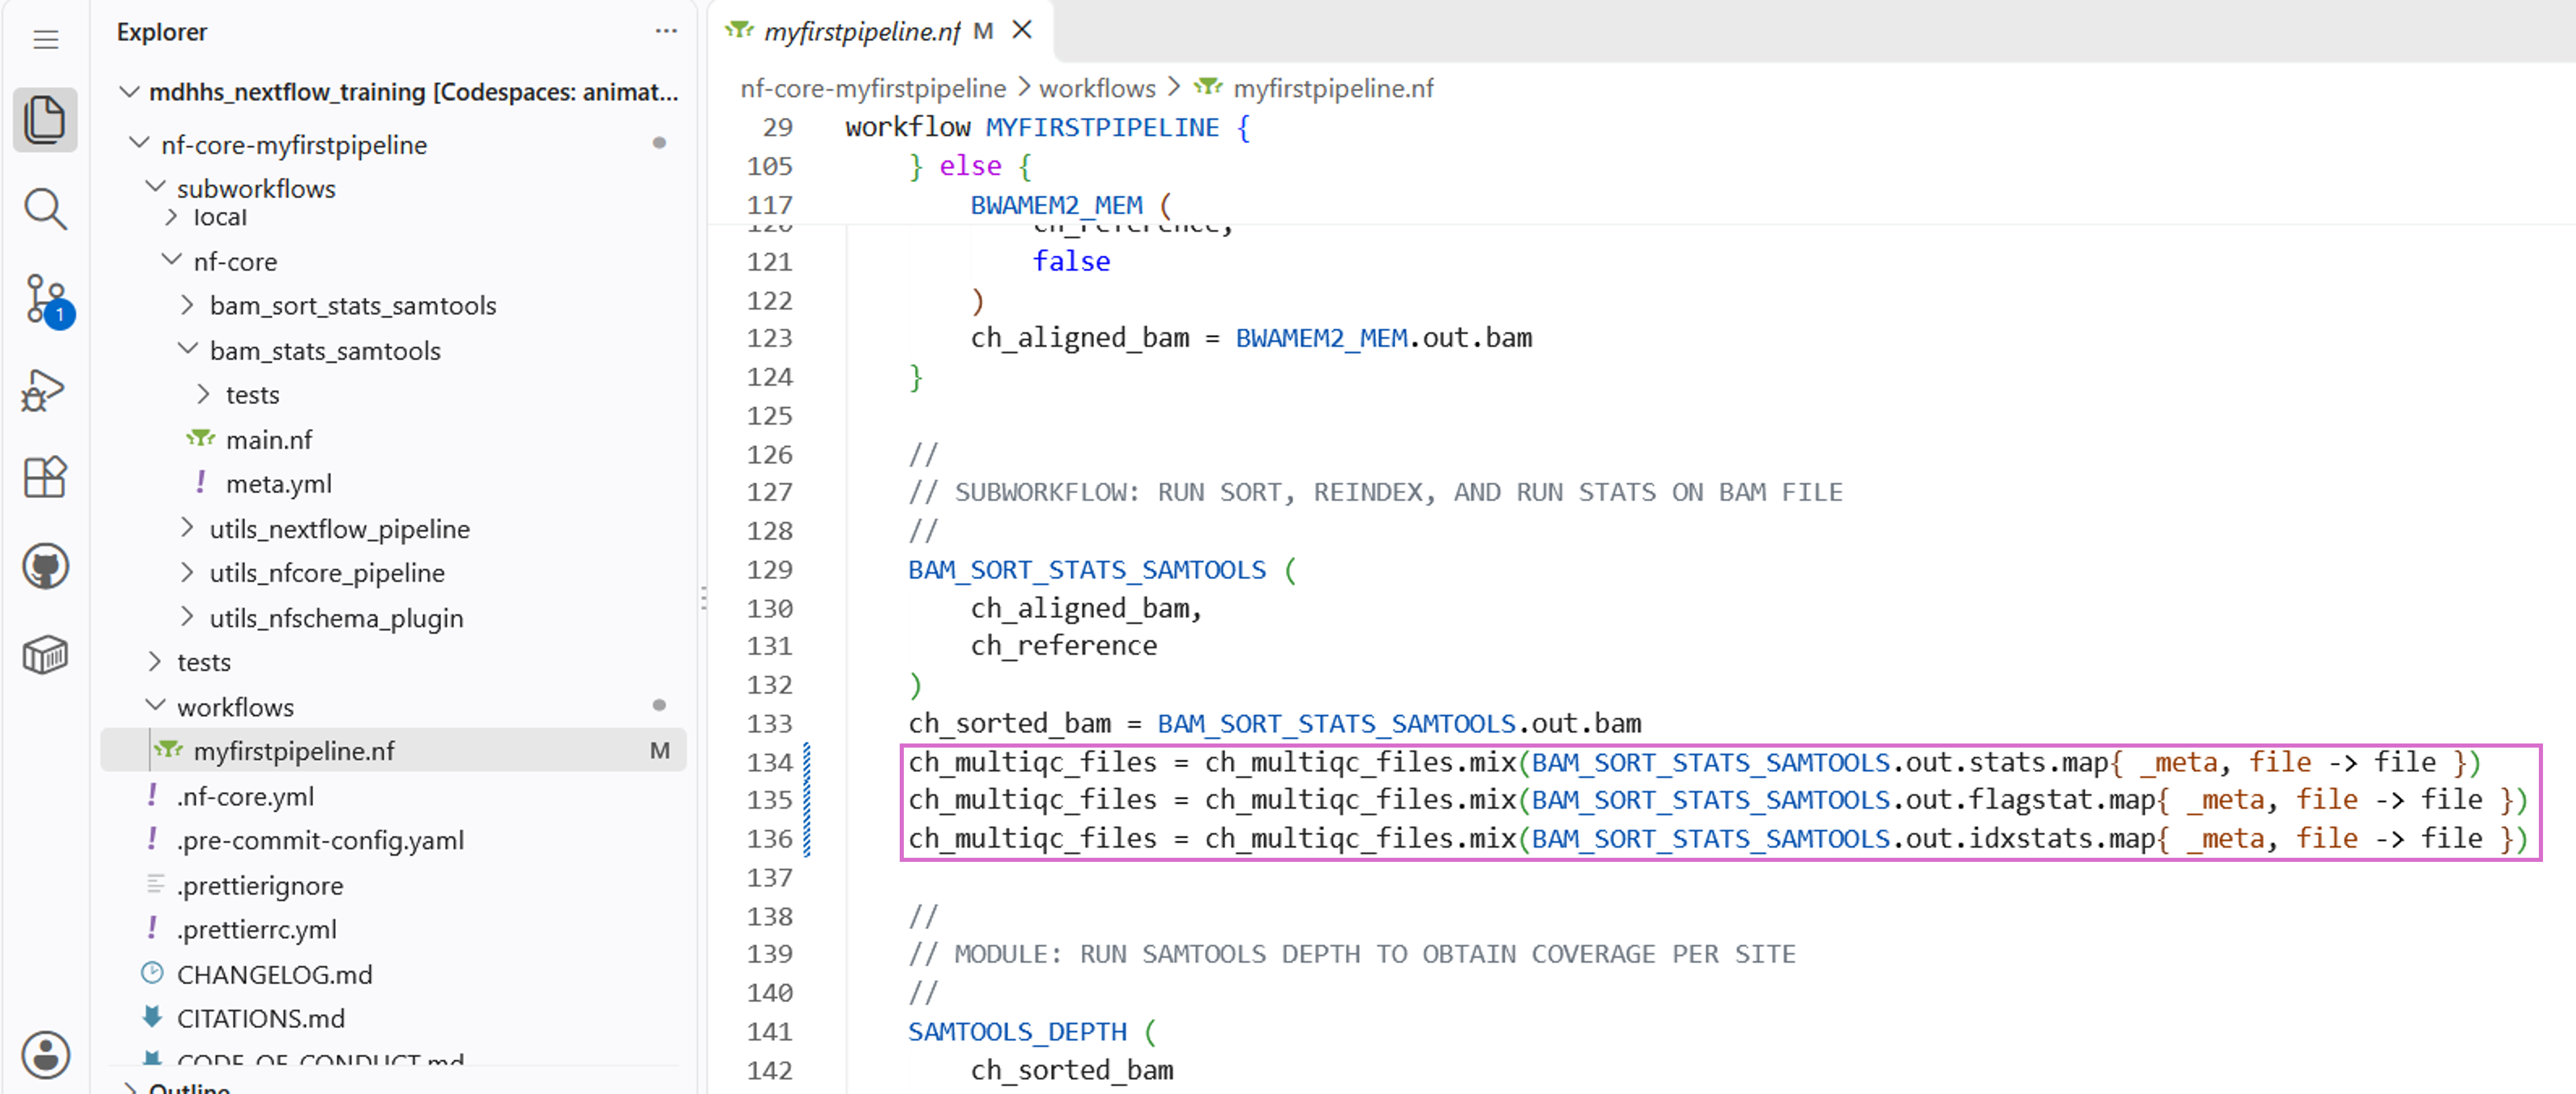 Explorer
···
mdhhs_nextflow_training [Codespaces: animat...
nf-core-myfirstpipeline
subworkflows
local
nf-core
bam_sort_stats_samtools
bam_stats_samtools
tests
main.nf
! meta.yml
utils_nextflow_pipeline
utils_nfcore_pipeline
utils_nfschema_plugin
tests
workflows
myfirstpipeline.nf M
! .nf-core.yml
! .pre-commit-config.yaml
.prettierignore
! .prettierrc.yml
CHANGELOG.md
CITATIONS.md
CODE_OF_CONDUCT.md
Outline
1
myfirstpipeline.nf M
nf-core-myfirstpipeline > workflows > myfirstpipeline.nf
29 workflow MYFIRSTPIPELINE {
105 } else {
117 BWAMEM2_MEM (
120 ch_reference,
121 false
122 )
123 ch_aligned_bam = BWAMEM2_MEM.out.bam
124 }
125
126 //
127 // SUBWORKFLOW: RUN SORT, REINDEX, AND RUN STATS ON BAM FILE
128 //
129 BAM_SORT_STATS_SAMTOOLS (
130 ch_aligned_bam,
131 ch_reference
132 )
133 ch_sorted_bam = BAM_SORT_STATS_SAMTOOLS.out.bam
134 ch_multiqc_files = ch_multiqc_files.mix(BAM_SORT_STATS_SAMTOOLS.out.stats.map{ _meta, file -> file })
135 ch_multiqc_files = ch_multiqc_files.mix(BAM_SORT_STATS_SAMTOOLS.out.flagstat.map{ _meta, file -> file })
136 ch_multiqc_files = ch_multiqc_files.mix(BAM_SORT_STATS_SAMTOOLS.out.idxstats.map{ _meta, file -> file })
137
138 //
139 // MODULE: RUN SAMTOOLS DEPTH TO OBTAIN COVERAGE PER SITE
140 //
141 SAMTOOLS_DEPTH (
142 ch_sorted_bam